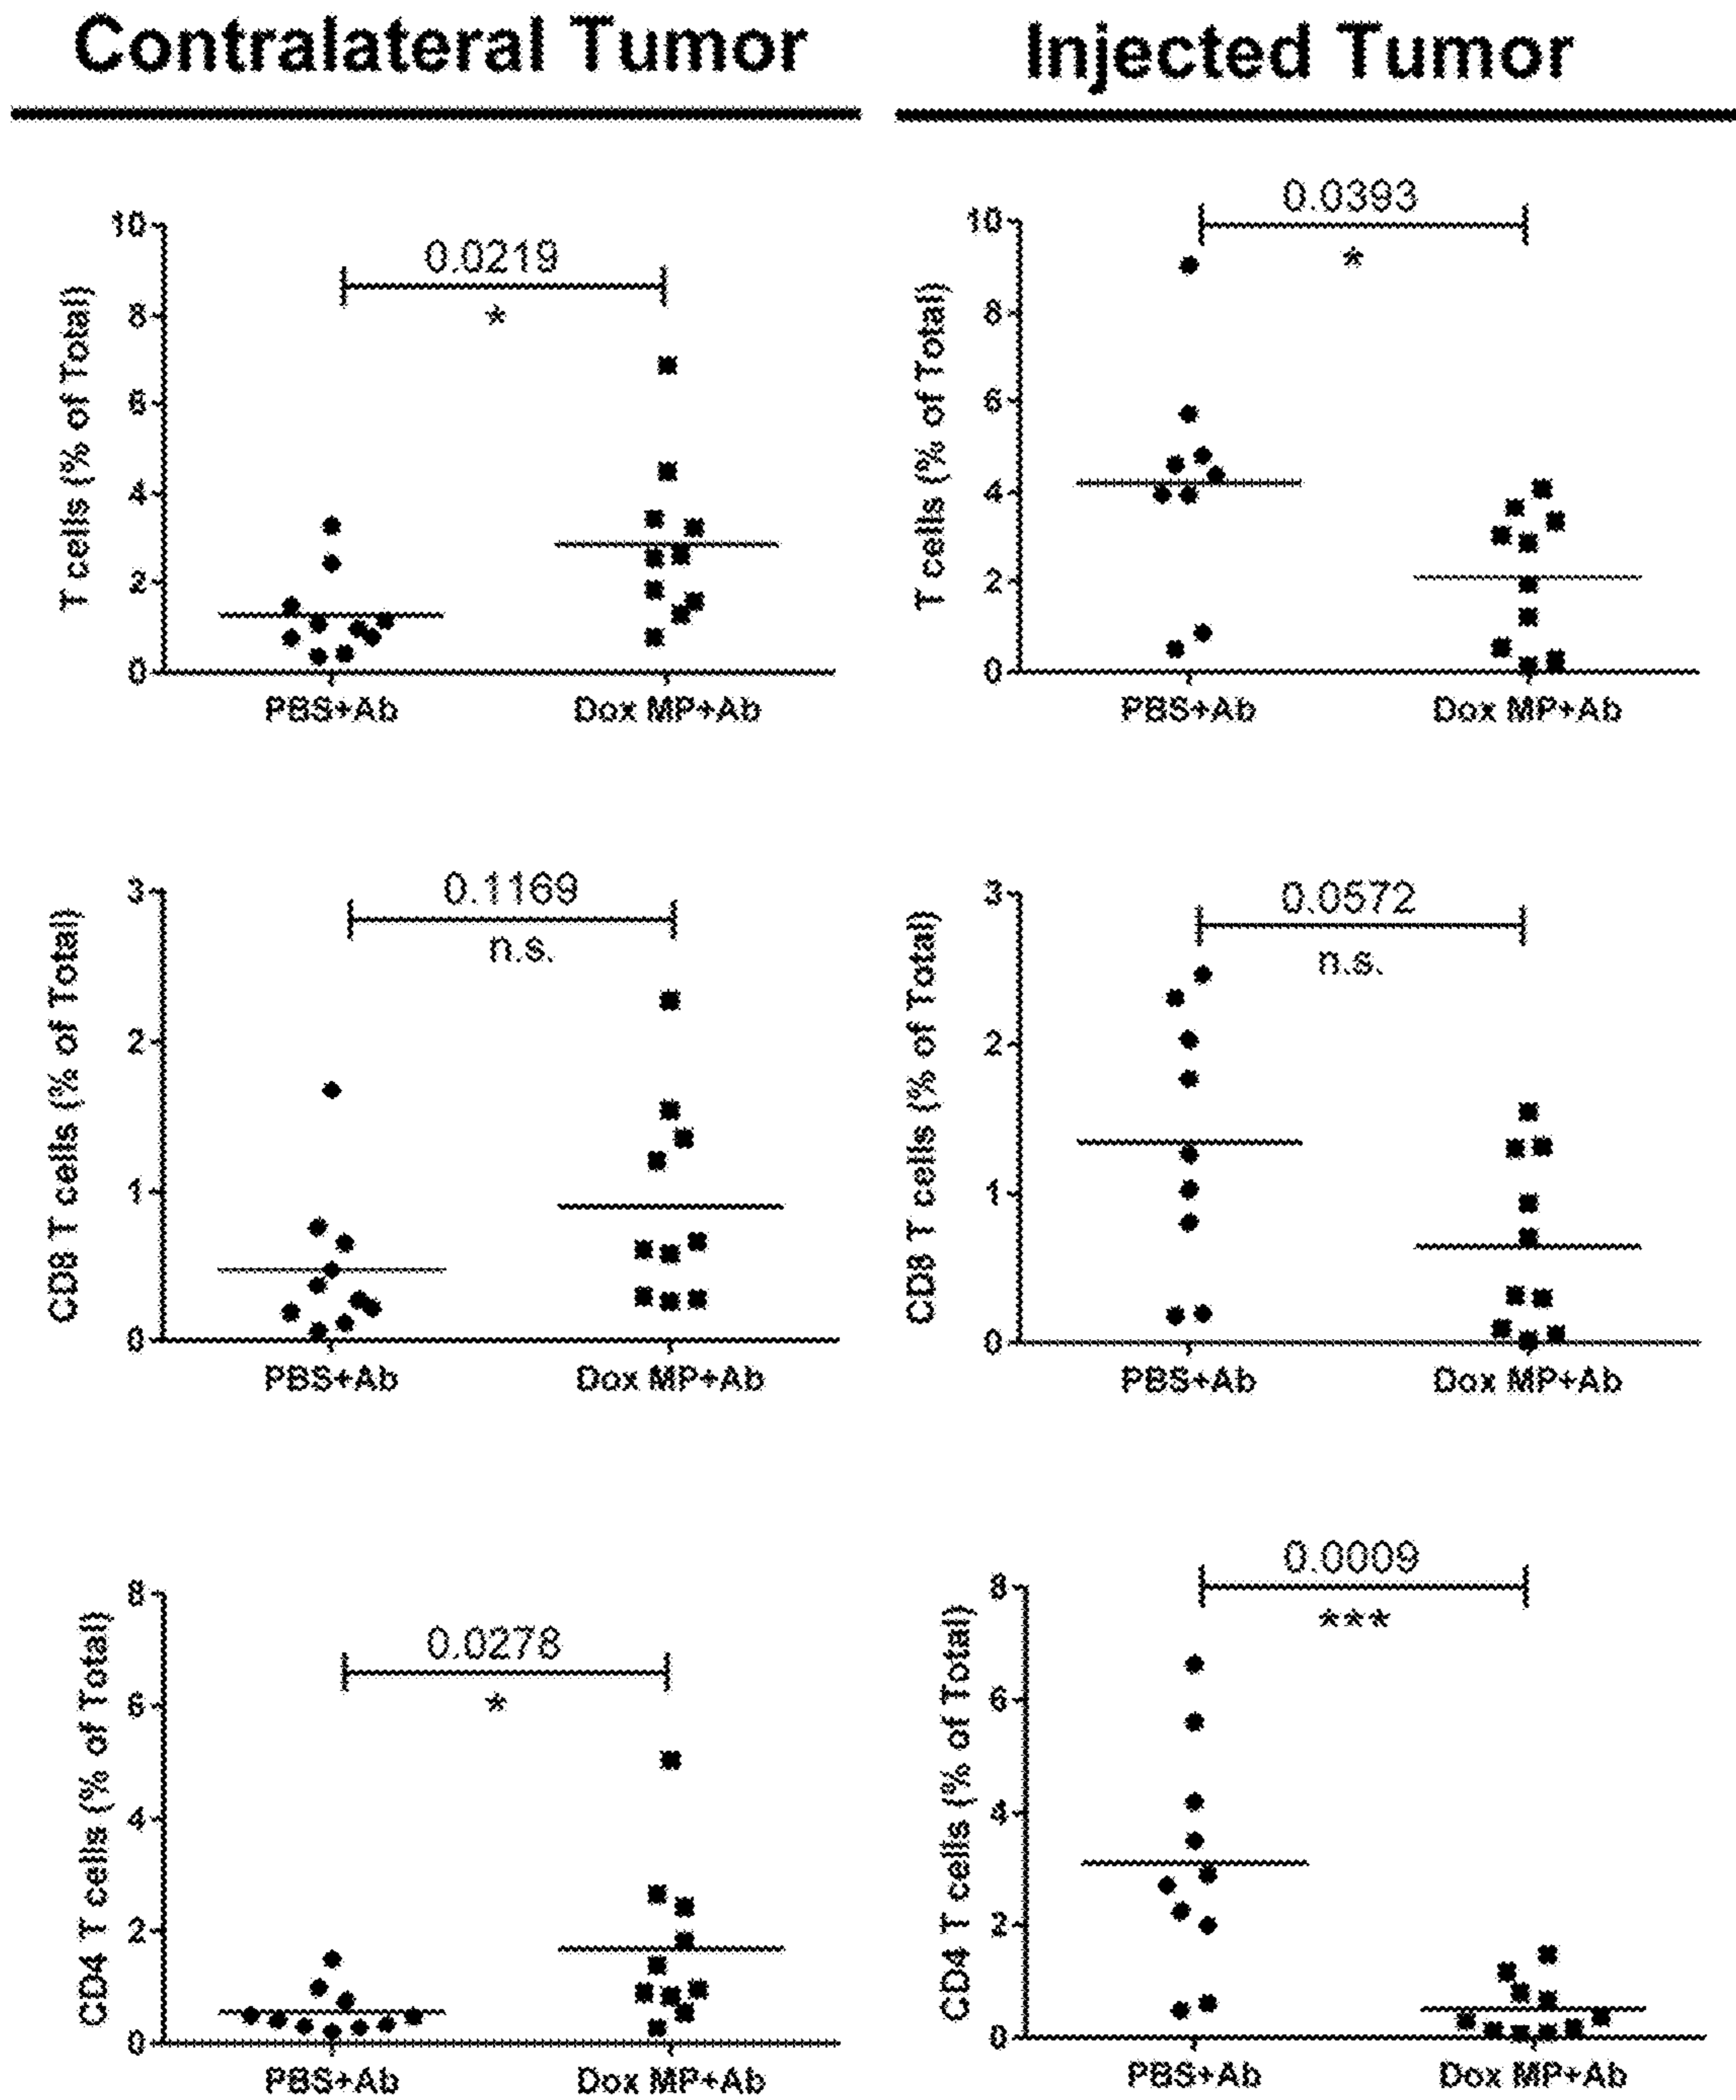 Contralateral Tumor
Injected Tumor
T cells (% of Total)
10
8
6
4
2
0
0.0219
*
PBS+Ab
Dox MP+Ab
T cells (% of Total)
10
8
6
4
2
0
0.0393
*
PBS+Ab
Dox MP+Ab
CD8 T cells (% of Total)
3
2
1
0
0.1169
n.s.
PBS+Ab
Dox MP+Ab
CD8 T cells (% of Total)
3
2
1
0
0.0572
n.s.
PBS+Ab
Dox MP+Ab
CD4 T cells (% of Total)
8
6
4
2
0
0.0278
*
PBS+Ab
Dox MP+Ab
CD4 T cells (% of Total)
8
6
4
2
0
0.0009
***
PBS+Ab
Dox MP+Ab